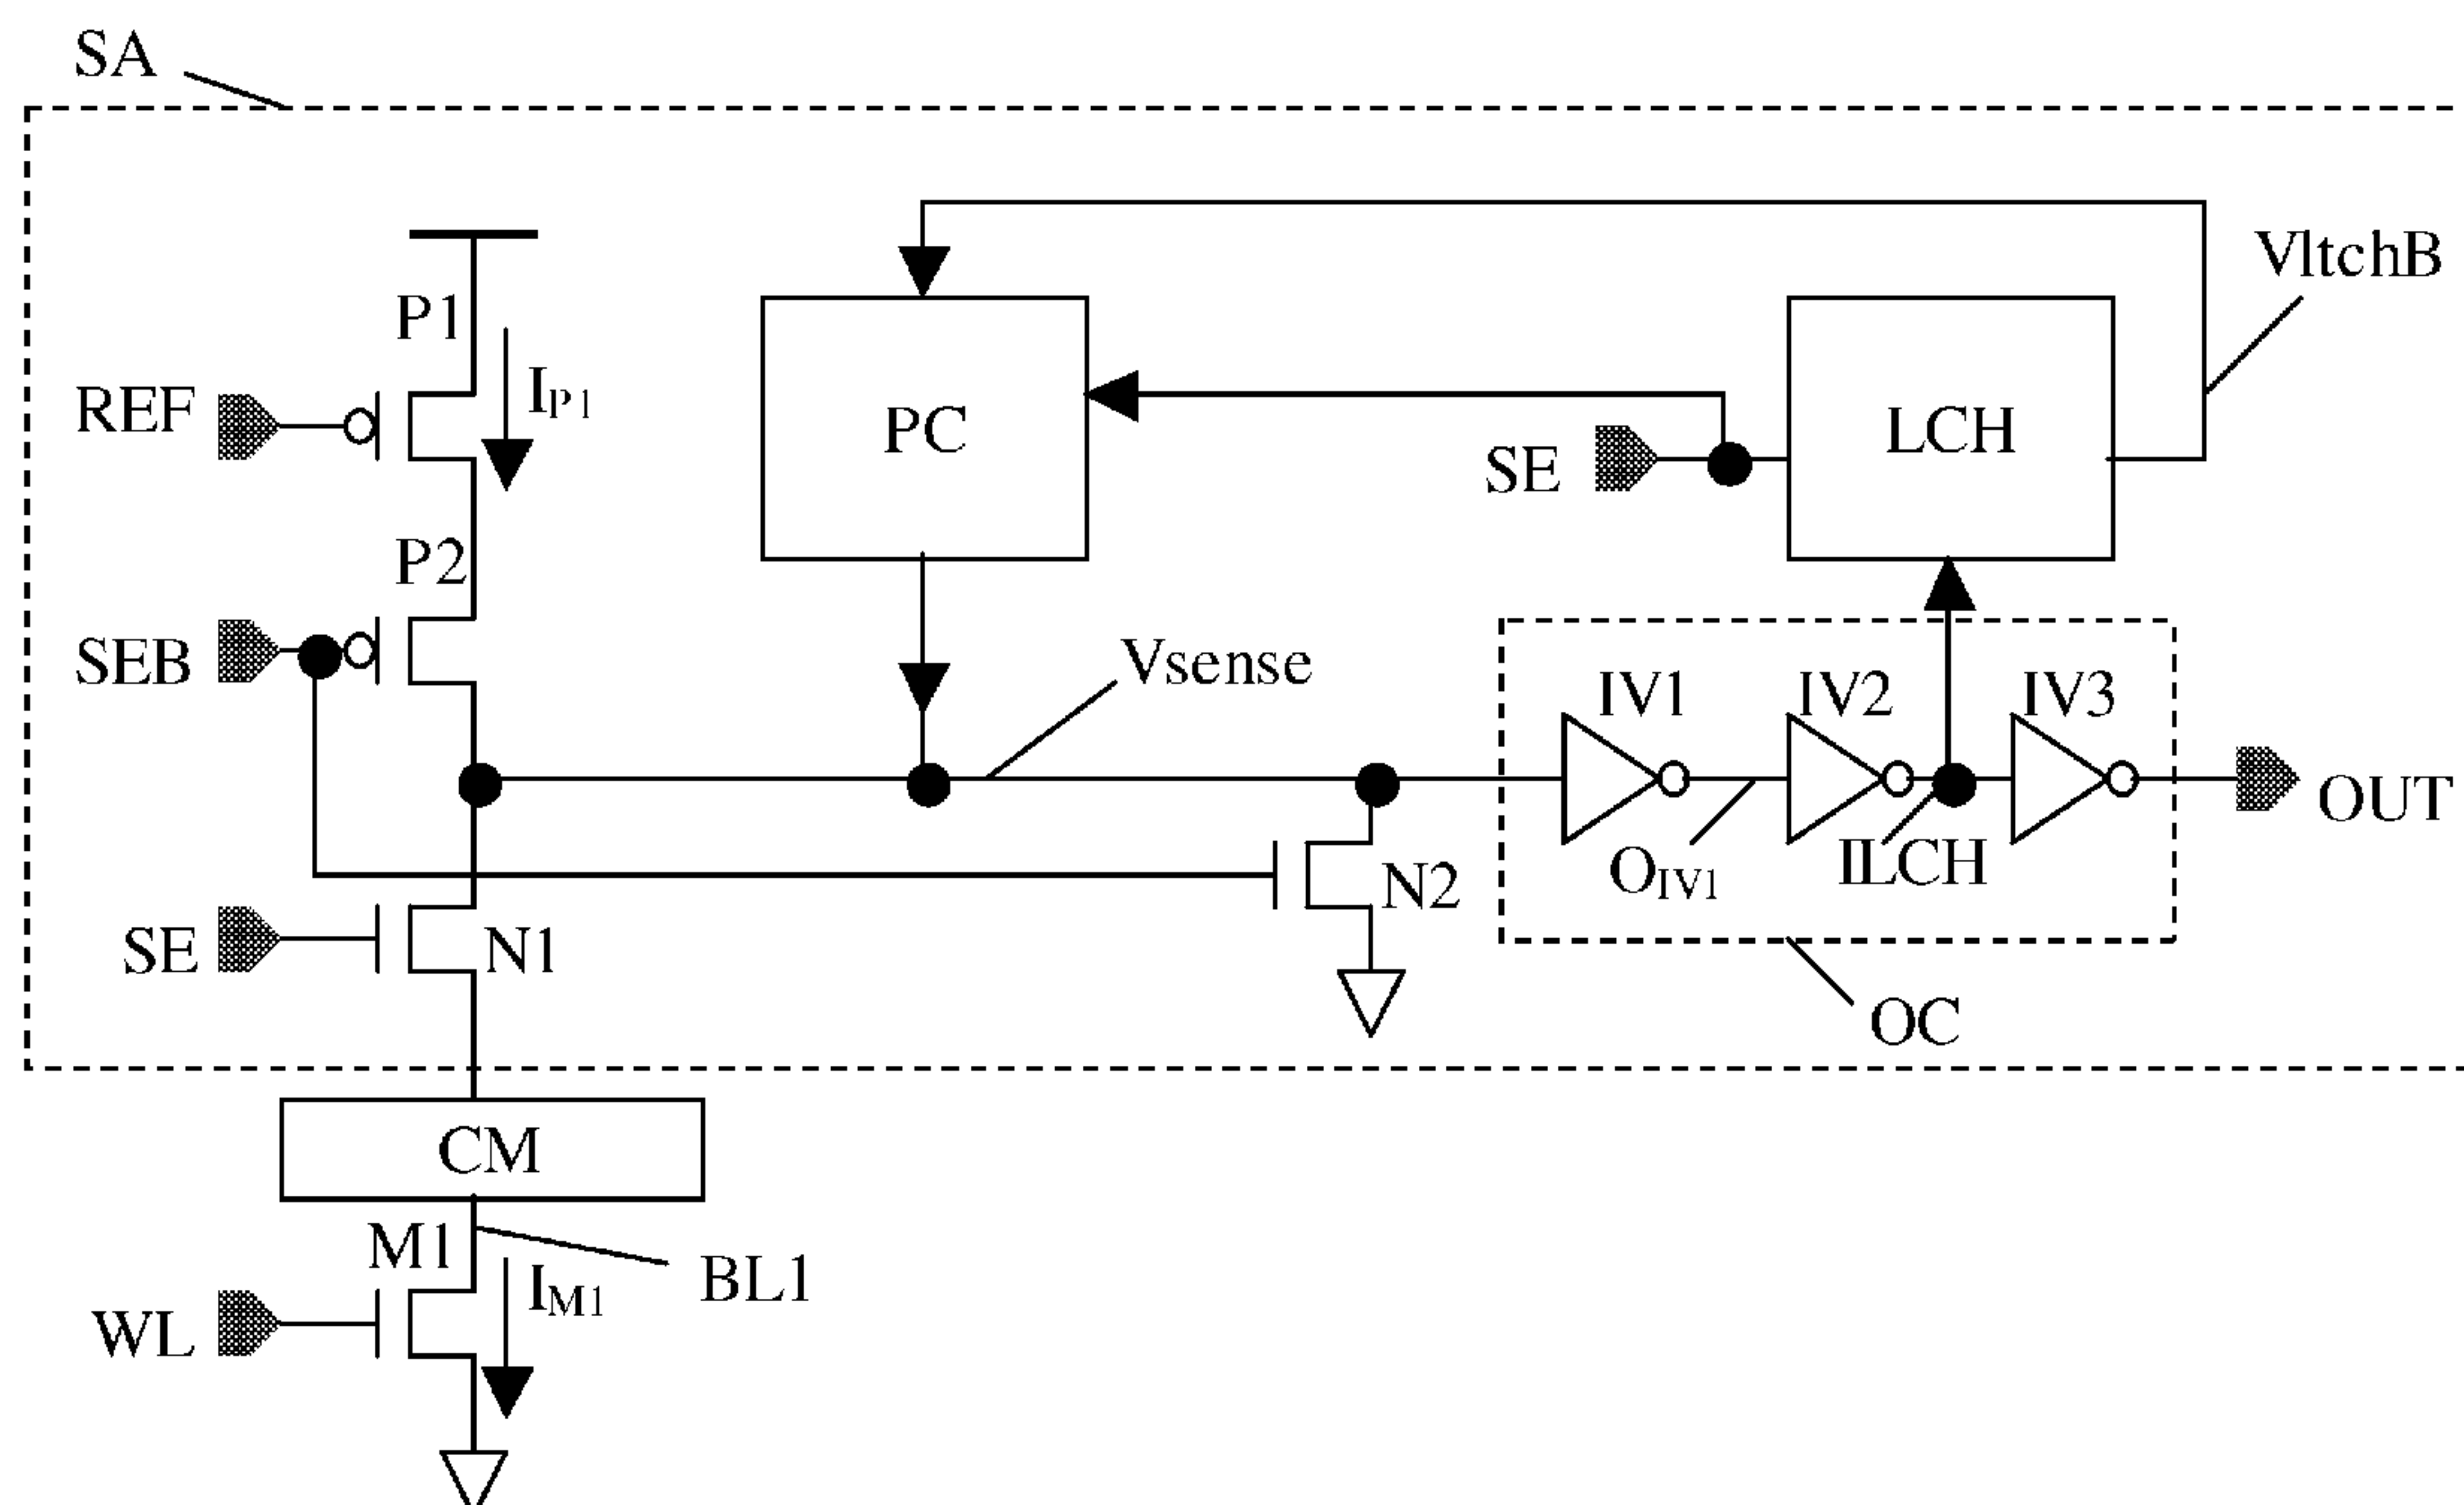 SA
VltchB
P1
REF
IP1
PC
LCH
SE
P2
SEB
Vsense
IV1
IV2
IV3
OUT
OIV1
ILCH
N2
SE
N1
OC
CM
M1
BL1
IM1
WL